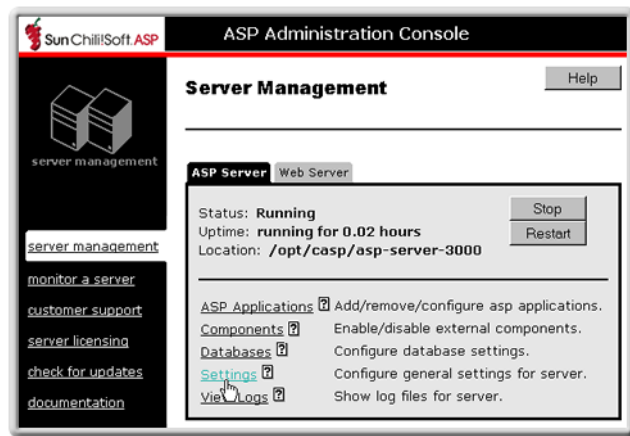 Sun Chili!Soft ASP
ASP Administration Console
server management
server management
monitor a server
customer support
server licensing
check for updates
documentation
Server Management
Help
ASP Server Web Server
Status: Running
Uptime: running for 0.02 hours
Location: /opt/casp/asp-server-3000
Stop
Restart
ASP Applications ? Add/remove/configure asp applications.
Components ? Enable/disable external components.
Databases ? Configure database settings.
Settings ? Configure general settings for server.
View Logs ? Show log files for server.